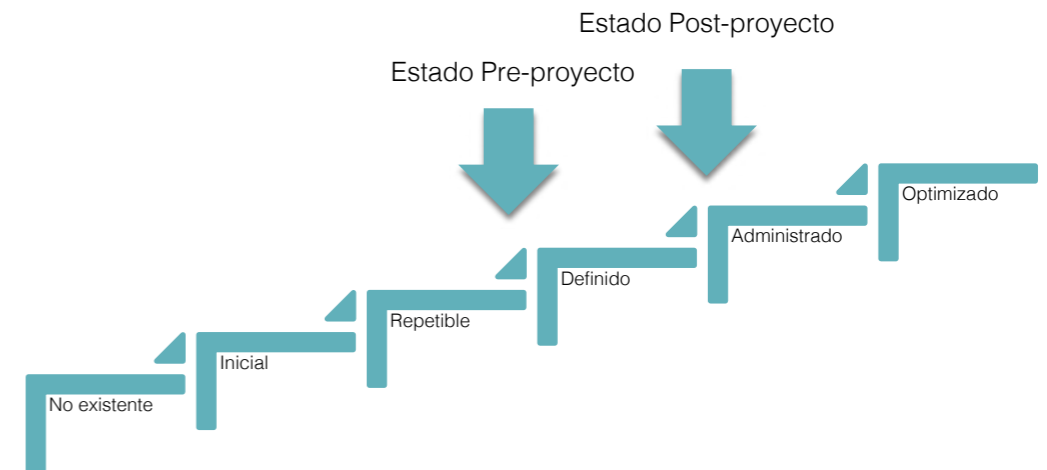 Estado Post-proyecto
Estado Pre-proyecto
Optimizado
Administrado
Definido
Repetible
Inicial
No existente